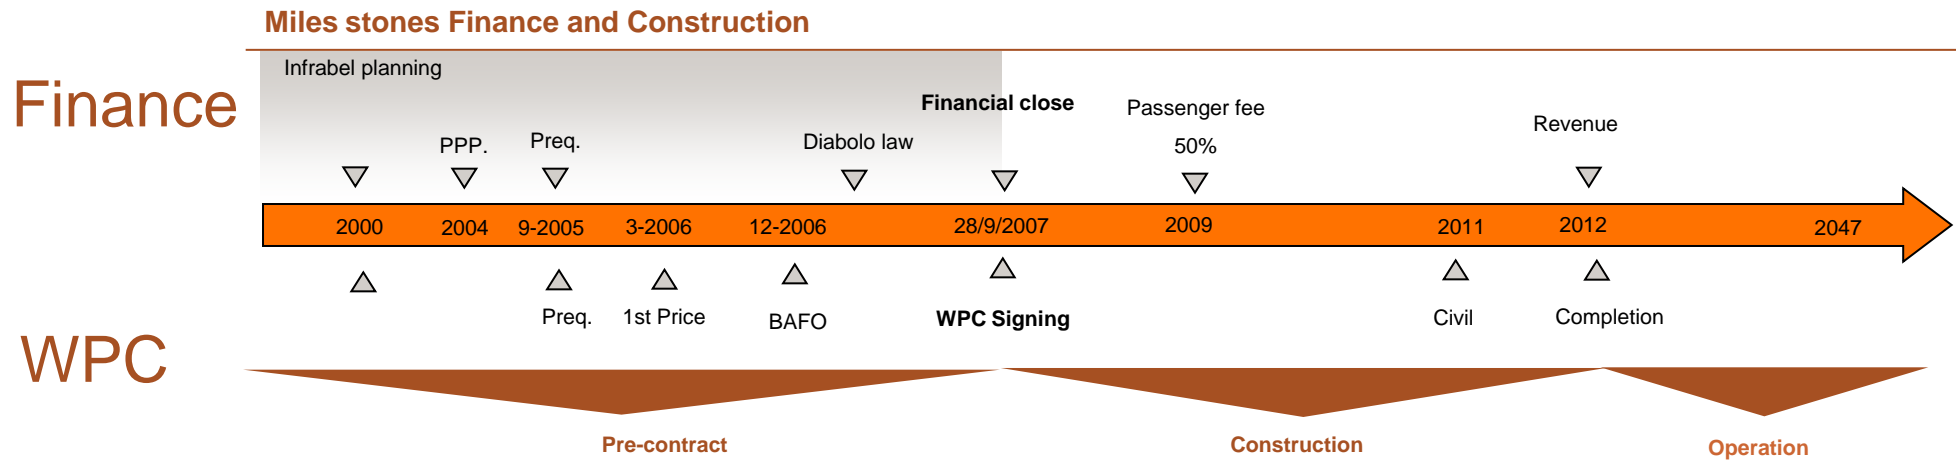 Miles stones Finance and Construction
Infrabel planning
Finance
Financial close
Passenger fee
50%
Revenue
PPP.
Preq.
Diabolo law
2000
2004
9-2005
3-2006
12-2006
28/9/2007
2009
2011
2012
2047
Preq.
1st Price
BAFO
WPC Signing
Civil
Completion
WPC
Pre-contract
Construction
Operation